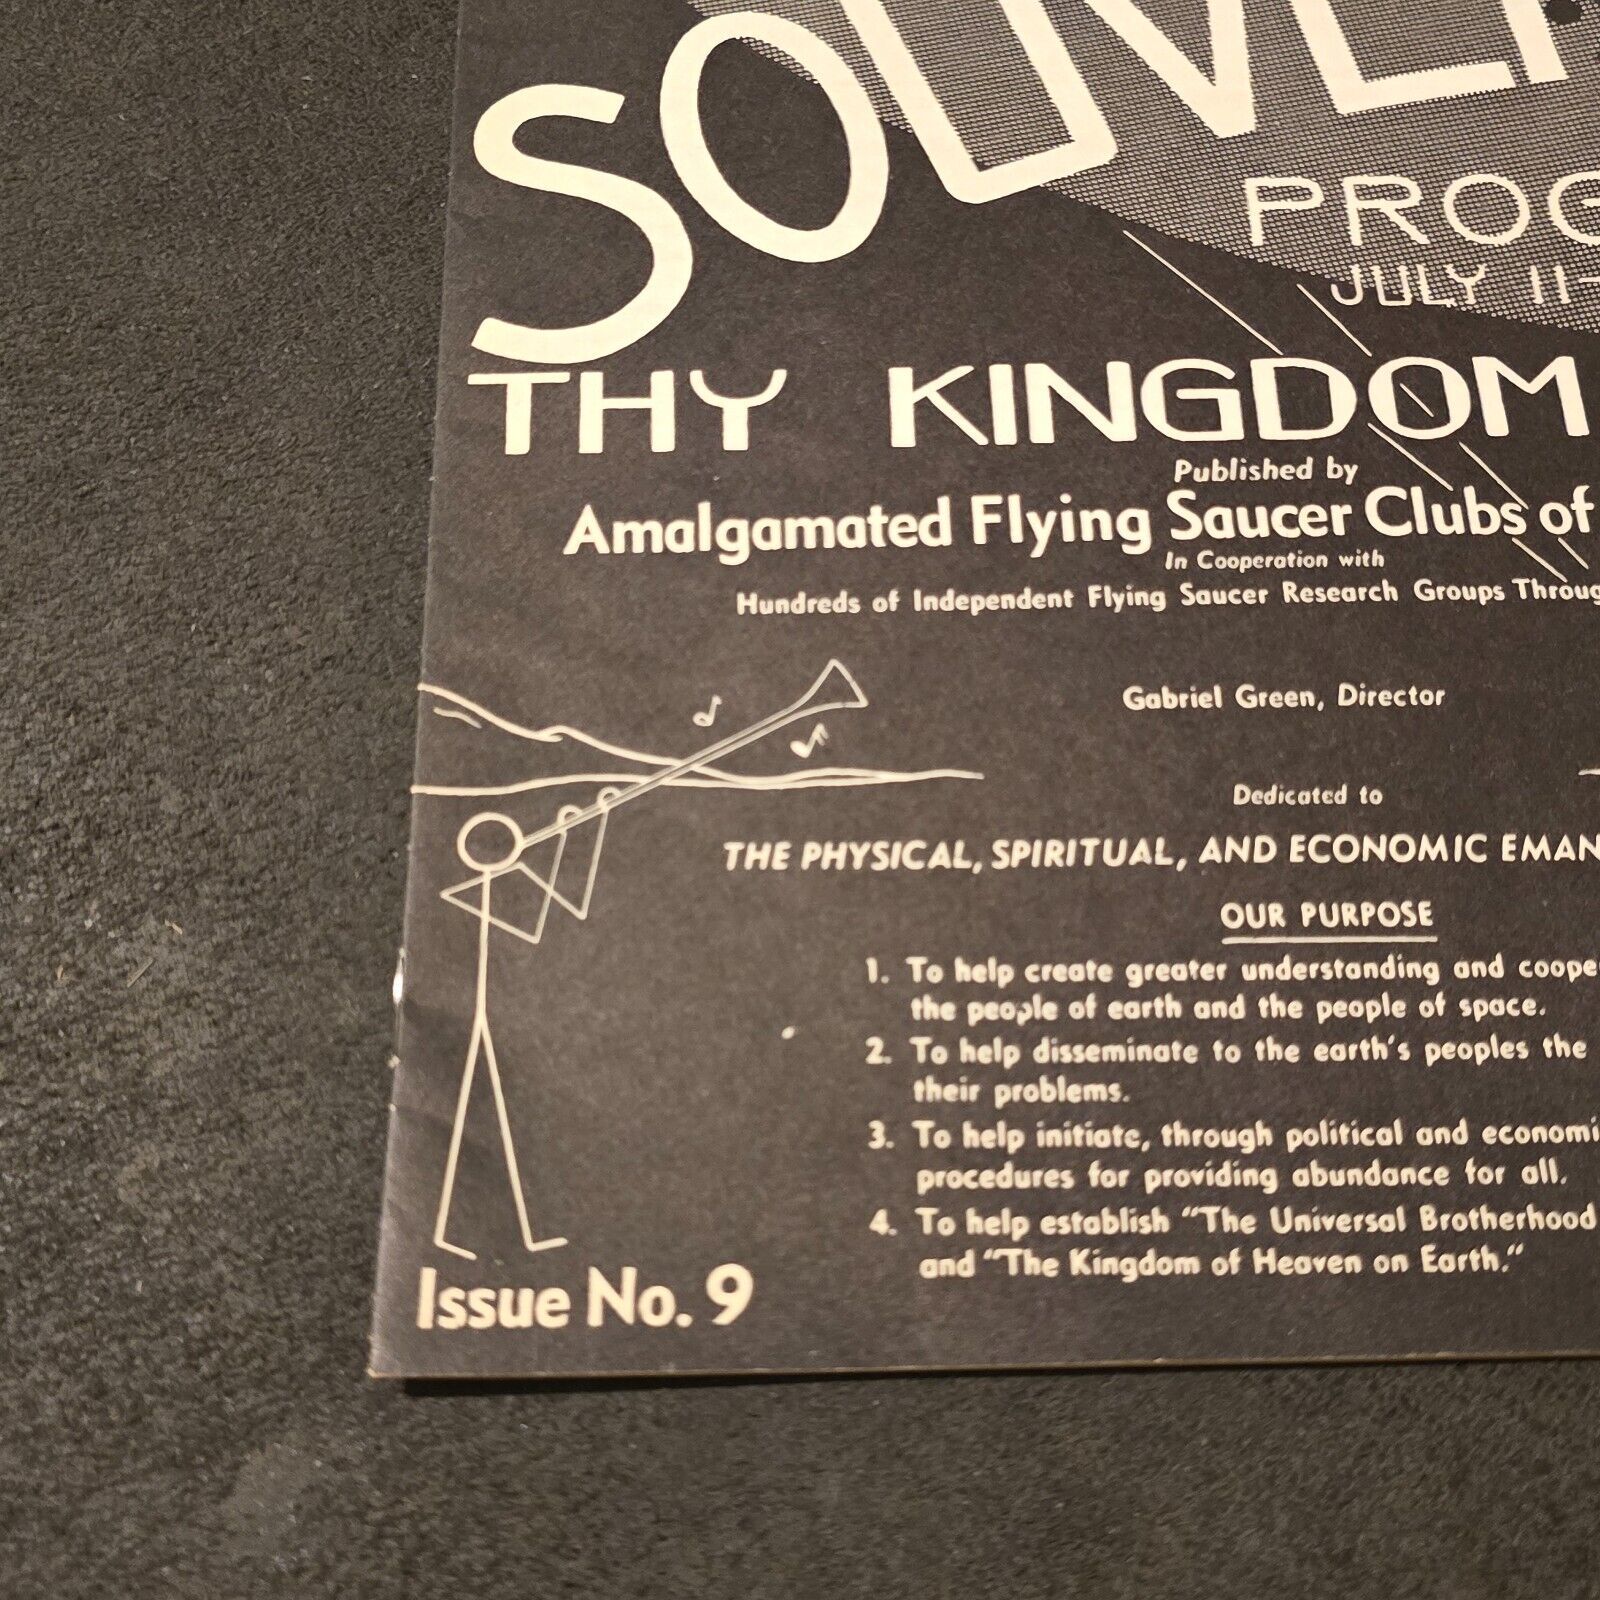 PROG
JULY 11-
THY KINGDOM
Published by
Amalgamated Flying Saucer Clubs of
In Cooperation with
Hundreds of Independent Flying Saucer Research Groups Throug
Gabriel Green, Director
Dedicated to
THE PHYSICAL, SPIRITUAL, AND ECONOMIC EMAN
OUR PURPOSE
1. To help create greater understanding and coope
the people of earth and the people of space.
2. To help disseminate to the earth's peoples the
their problems.
3. To help initiate, through political and economi
procedures for providing abundance for all.
4. To help establish "The Universal Brotherhood
and "The Kingdom of Heaven on Earth."
Issue No. 9